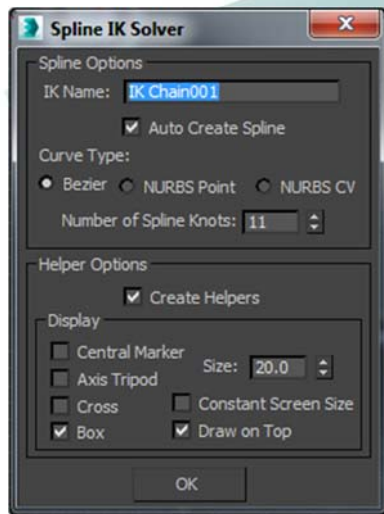 Spline IK Solver
Spline Options
IK Name: IK Chain001
Auto Create Spline
Curve Type:
Bezier NURBS Point NURBS CV
Number of Spline Knots: 11
Helper Options
Create Helpers
Display
Central Marker
Size: 20.0
Axis Tripod
Cross Constant Screen Size
Box Draw on Top
OK